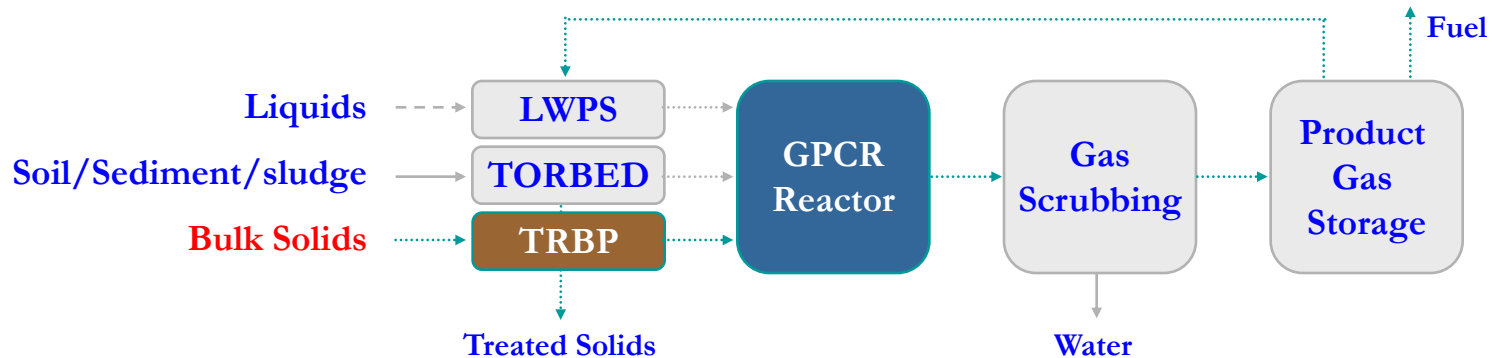 Fuel
Liquids
LWPS
Soil/Sediment/sludge
TORBED
Bulk Solids
TRBP
GPCR
Reactor
Gas
Scrubbing
Product
Gas
Storage
Treated Solids
Water